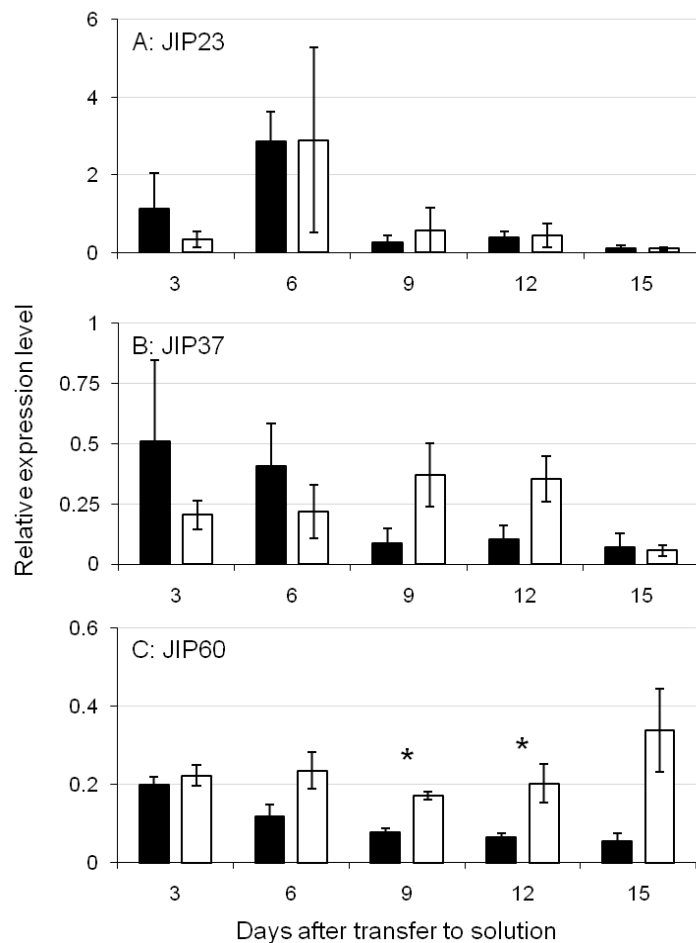 A: JIP23
6
4
2
0
3 6 9 12 15
Relative expression level
B: JIP37
1
0.75
0.5
0.25
0
3 6 9 12 15
C: JIP60
0.6
0.4
0.2
0
* *
3 6 9 12 15
Days after transfer to solution